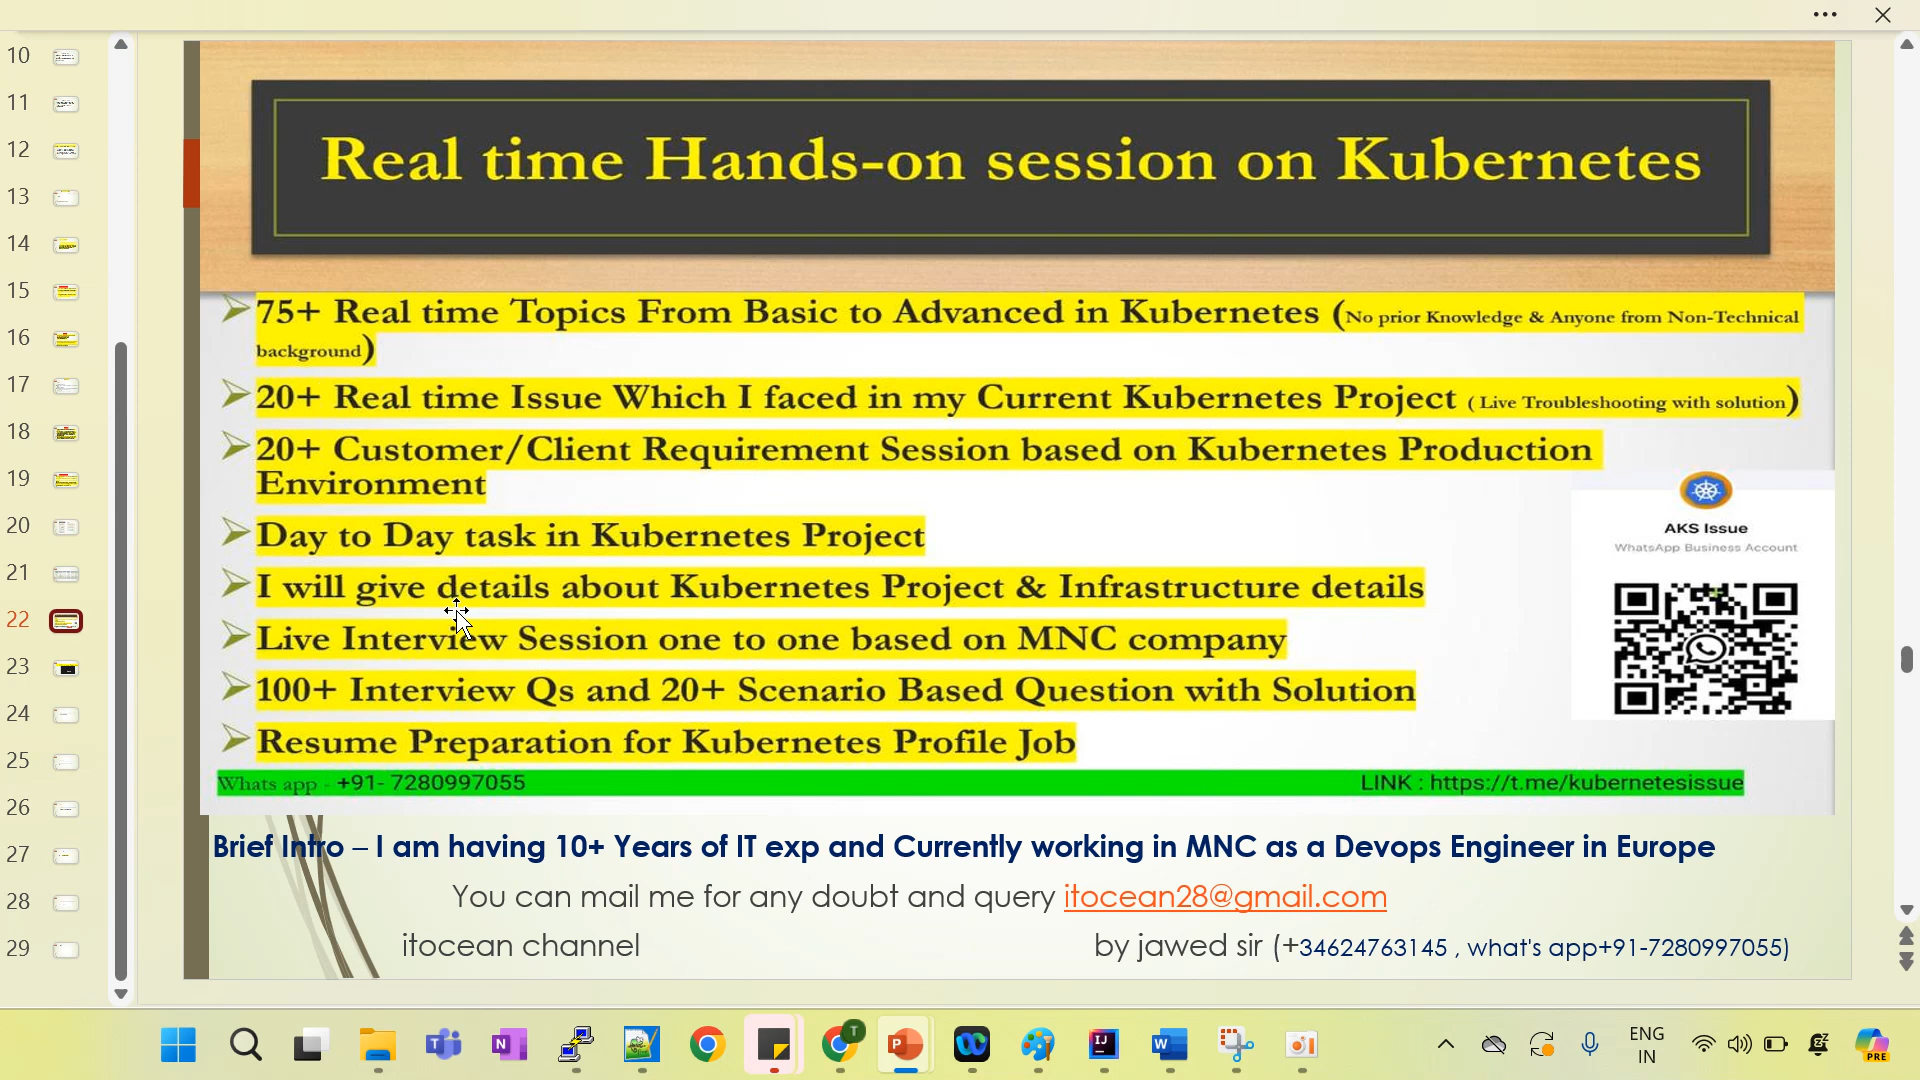 10
11
12
13
14
15
16
17
18
19
20
21
22
23
24
25
26
27
28
29
Real time Hands-on session on Kubernetes
75+ Real time Topics From Basic to Advanced in Kubernetes (No prior Knowledge & Anyone from Non-Technical
background)
20+ Real time Issue Which I faced in my Current Kubernetes Project ( Live Troubleshooting with solution)
20+ Customer/Client Requirement Session based on Kubernetes Production
Environment
Day to Day task in Kubernetes Project
I will give details about Kubernetes Project & Infrastructure details
Live Interview Session one to one based on MNC company
100+ Interview Qs and 20+ Scenario Based Question with Solution
Resume Preparation for Kubernetes Profile Job
AKS Issue
WhatsApp Business Account
Whats app - +91- 7280997055 LINK : https://t.me/kubernetesissue
Brief Intro – I am having 10+ Years of IT exp and Currently working in MNC as a Devops Engineer in Europe
You can mail me for any doubt and query itocean28@gmail.com
itocean channel by jawed sir (+34624763145 , what's app+91-7280997055)
T
N
T
P
IJ
W
ENG
IN
PRE